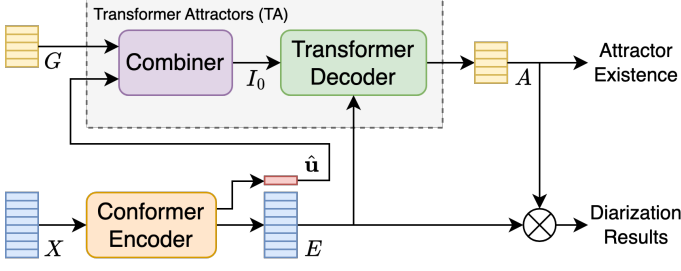 Transformer Attractors (TA)
G
Combiner
I₀
Transformer
Decoder
A
Attractor
Existence
û
X
Conformer
Encoder
E
Diarization
Results